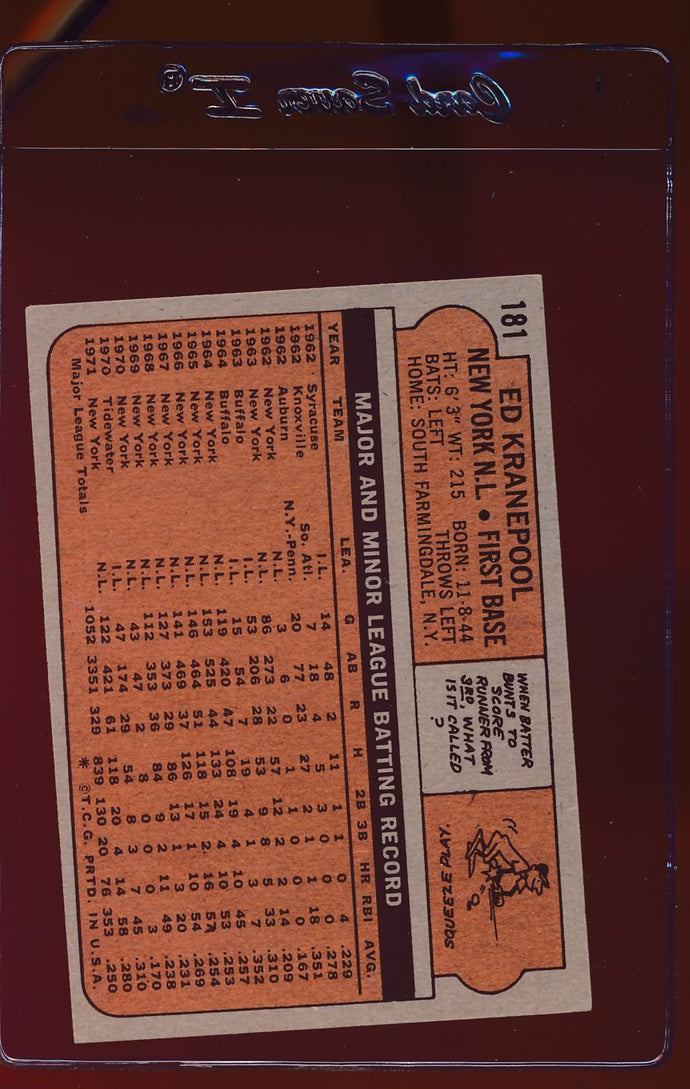 181
ED KRANEPOOL
NEW YORK N.L. • FIRST BASE
HT: 6' 3" WT: 215 BORN: 11-8-44
BATS: LEFT THROWS LEFT
HOME: SOUTH FARMINGDALE, N.Y.
WHEN BATTER
BUNTS TO
SCORE
RUNNER FROM
3RD WHAT
IS IT CALLED
?
SQUEEZE PLAY.
MAJOR AND MINOR LEAGUE BATTING RECORD
YEAR TEAM LEA. G AB R H 2B 3B HR RBI AVG.
1962 Syracuse I.L. 14 48 2 11 1 1 0 4 .229
1962 Knoxville So. Atl. 7 18 4 5 .278
1962 Auburn N.Y.-Penn. 20 77 23 27 18 .351
1962 New York N.L. 3 6 0 1 1 0 0 0 .167
1963 New York N.L. 86 273 22 57 12 2 2 14 .209
1963 Buffalo I.L. 53 206 28 53 9 8 5 33 .310
1964 Buffalo I.L. 15 54 7 19 4 1 3 7 .352
1964 New York N.L. 119 420 47 108 19 4 10 45 .257
1965 New York N.L. 153 525 44 133 24 4 10 53 .253
1966 New York N.L. 146 464 51 118 15 2 16 57 .254
1967 New York N.L. 141 469 37 126 17 1 10 54 .269
1968 New York N.L. 127 373 29 86 13 1 3 20 .231
1969 New York N.L. 112 353 36 84 9 2 11 49 .238
1970 New York N.L. 43 47 2 8 0 0 0 3 .170
1970 Tidewater I.L. 47 174 29 54 8 3 7 45 .310
1971 New York N.L. 122 421 61 118 20 4 14 58 .280
Major League Totals 1052 3351 329 839 130 20 76 353 .250
* ©T.C.G. PRTD. IN U.S.A.
Card Saver I®